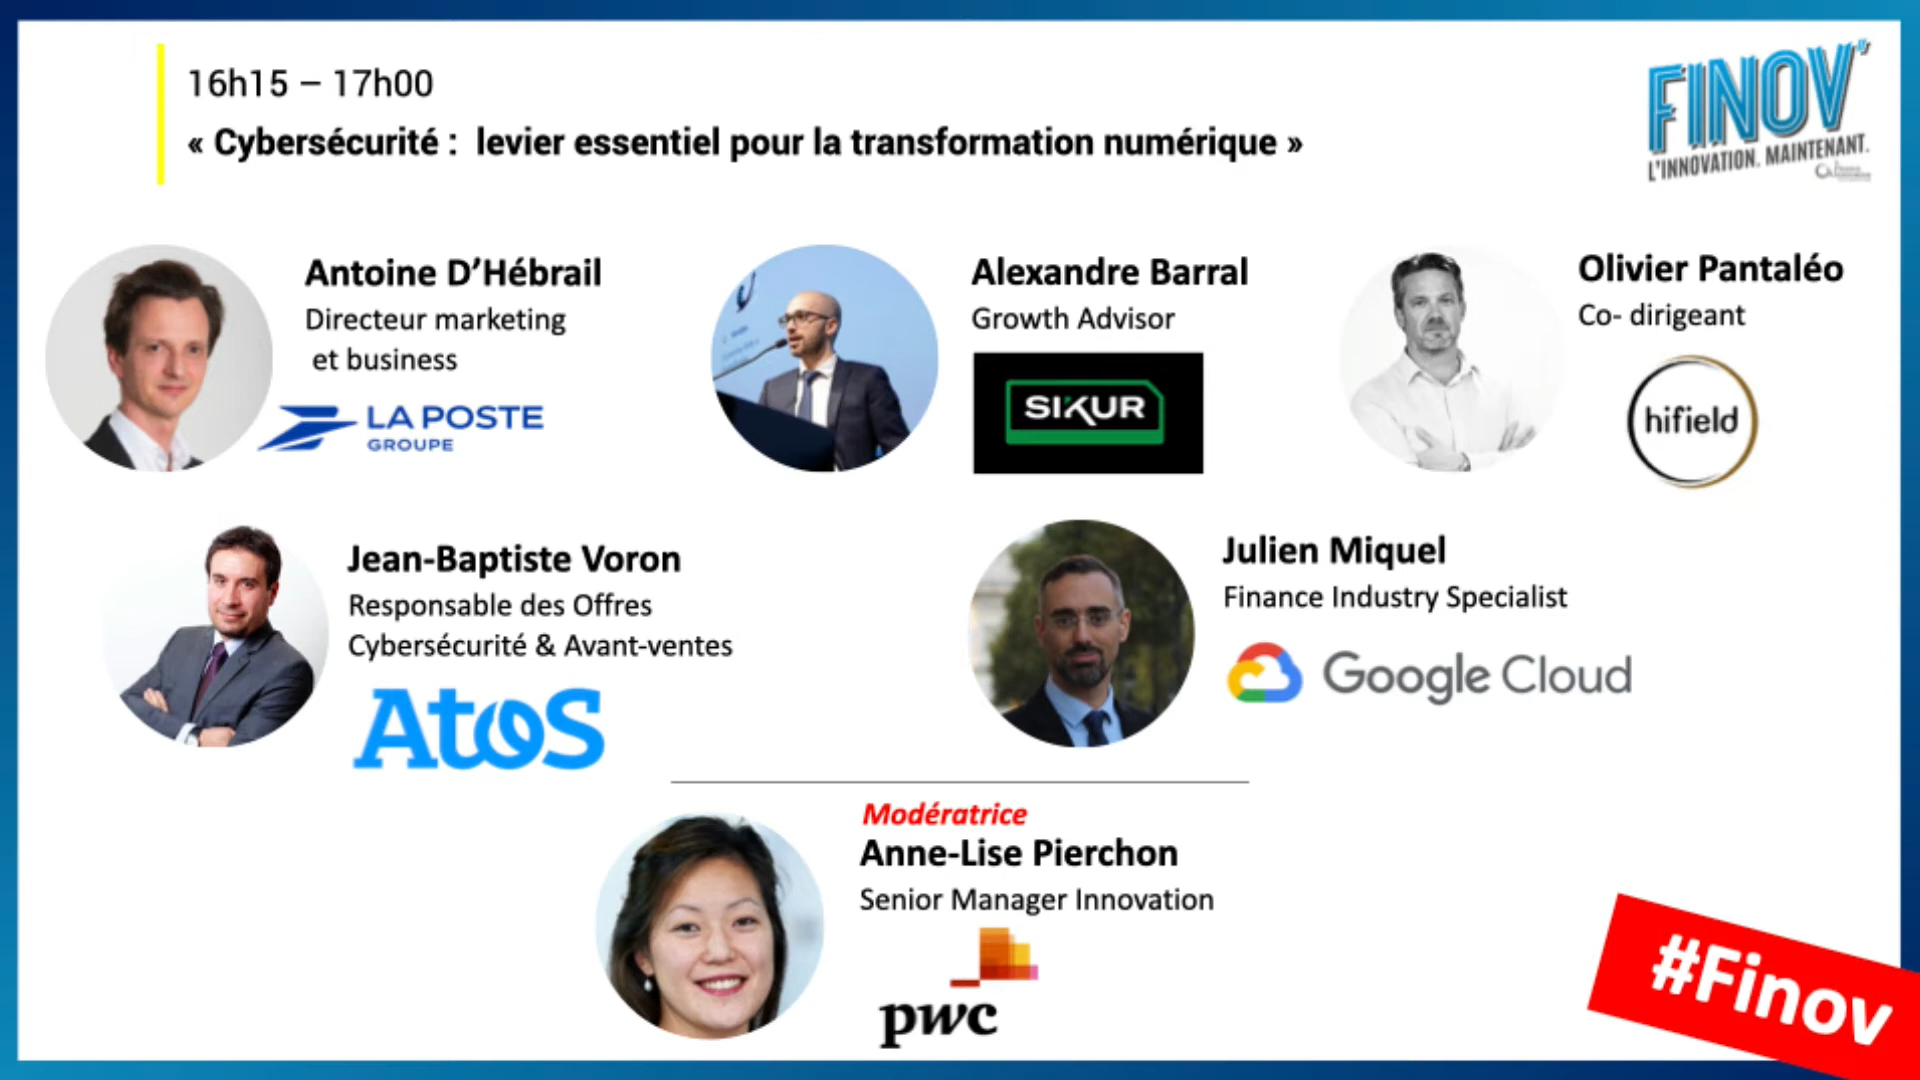 16h15 – 17h00
« Cybersécurité :  levier essentiel pour la transformation numérique »
FINOV'
L'INNOVATION. MAINTENANT.
Antoine D’Hébrail
Directeur marketing
et business
LA POSTE
GROUPE
Alexandre Barral
Growth Advisor
SIKUR
Olivier Pantaléo
Co- dirigeant
hifield
Jean-Baptiste Voron
Responsable des Offres
Cybersécurité & Avant-ventes
Atos
Julien Miquel
Finance Industry Specialist
Google Cloud
Modératrice
Anne-Lise Pierchon
Senior Manager Innovation
pwc
#Finov